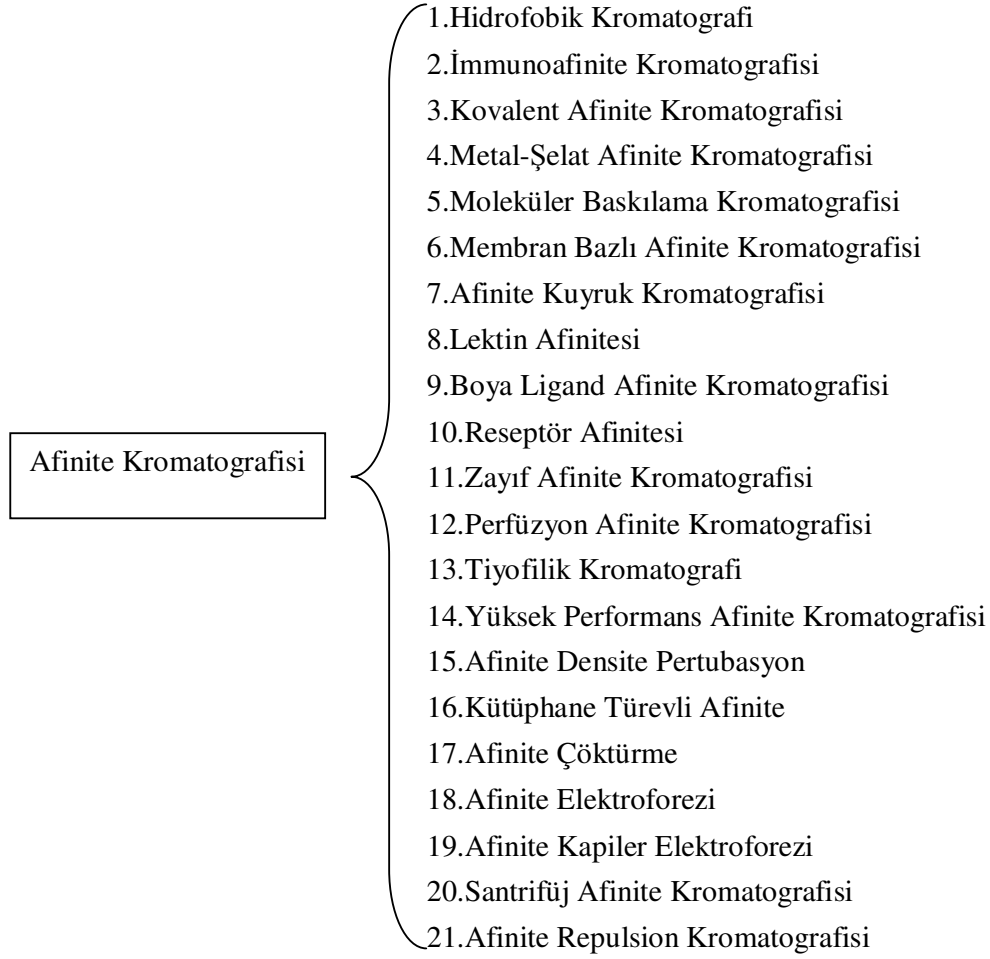 Afinite Kromatografisi
1.Hidrofobik Kromatografi
2.İmmunoafinite Kromatografisi
3.Kovalent Afinite Kromatografisi
4.Metal-Şelat Afinite Kromatografisi
5.Moleküler Baskılama Kromatografisi
6.Membran Bazlı Afinite Kromatografisi
7.Afinite Kuyruk Kromatografisi
8.Lektin Afinitesi
9.Boya Ligand Afinite Kromatografisi
10.Reseptör Afinitesi
11.Zayıf Afinite Kromatografisi
12.Perfüzyon Afinite Kromatografisi
13.Tiyofilik Kromatografi
14.Yüksek Performans Afinite Kromatografisi
15.Afinite Densite Pertubasyon
16.Kütüphane Türevli Afinite
17.Afinite Çöktürme
18.Afinite Elektroforezi
19.Afinite Kapiler Elektroforezi
20.Santrifüj Afinite Kromatografisi
21.Afinite Repulsion Kromatografisi